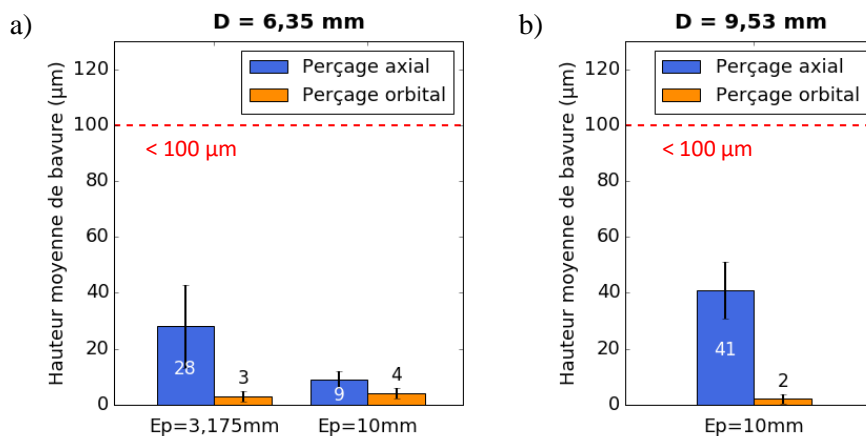 a)
D = 6,35 mm
Hauteur moyenne de bavure (µm)
120
100
80
60
40
20
0
Perçage axial
Perçage orbital
< 100 µm
28
3
9
4
Ep=3,175mm
Ep=10mm
b)
D = 9,53 mm
Hauteur moyenne de bavure (µm)
120
100
80
60
40
20
0
Perçage axial
Perçage orbital
< 100 µm
41
2
Ep=10mm